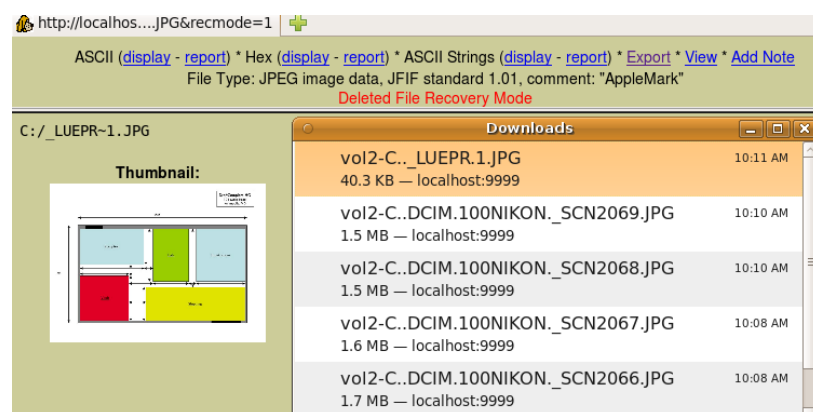 http://localhos....JPG&recmode=1
ASCII (display - report) * Hex (display - report) * ASCII Strings (display - report) * Export * View * Add Note
File Type: JPEG image data, JFIF standard 1.01, comment: "AppleMark"
Deleted File Recovery Mode
C:/_LUEPR~1.JPG
Thumbnail:
Downloads
vol2-C.._LUEPR.1.JPG 10:11 AM
40.3 KB — localhost:9999
vol2-C..DCIM.100NIKON._SCN2069.JPG 10:10 AM
1.5 MB — localhost:9999
vol2-C..DCIM.100NIKON._SCN2068.JPG 10:10 AM
1.5 MB — localhost:9999
vol2-C..DCIM.100NIKON._SCN2067.JPG 10:08 AM
1.6 MB — localhost:9999
vol2-C..DCIM.100NIKON._SCN2066.JPG 10:08 AM
1.7 MB — localhost:9999